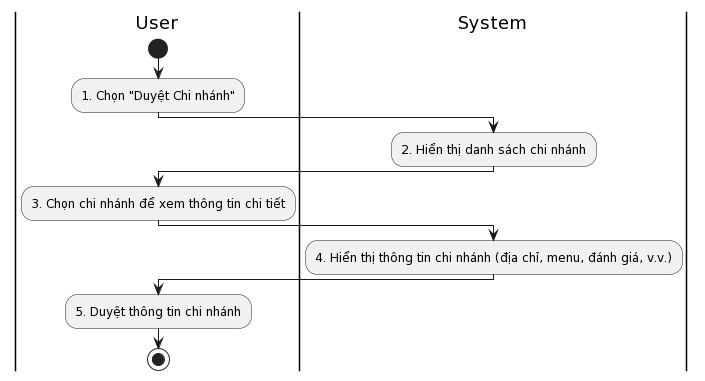 User
System
1. Chọn "Duyệt Chi nhánh"
2. Hiển thị danh sách chi nhánh
3. Chọn chi nhánh để xem thông tin chi tiết
4. Hiển thị thông tin chi nhánh (địa chỉ, menu, đánh giá, v.v.)
5. Duyệt thông tin chi nhánh